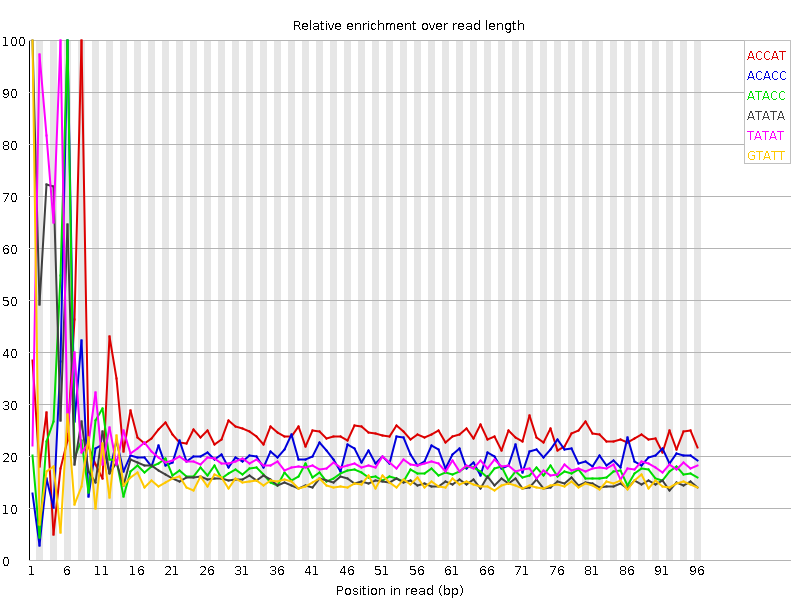 Relative enrichment over read length
100
90
80
70
60
50
40
30
20
10
0
ACCAT
ACACC
ATACC
ATATA
TATAT
GTATT
1 6 11 16 21 26 31 36 41 46 51 56 61 66 71 76 81 86 91 96
Position in read (bp)